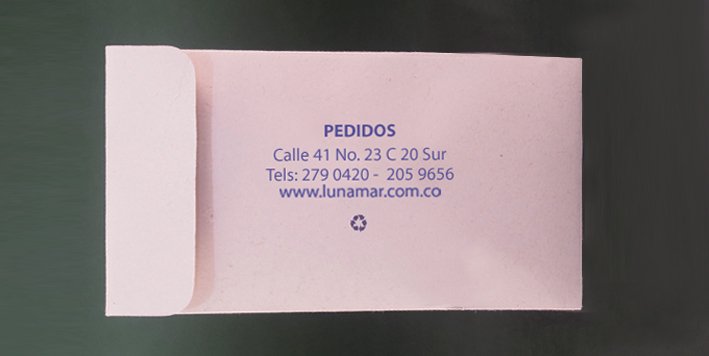 PEDIDOS
Calle 41 No. 23 C 20 Sur
Tels: 279 0420 - 205 9656
www.lunamar.com.co